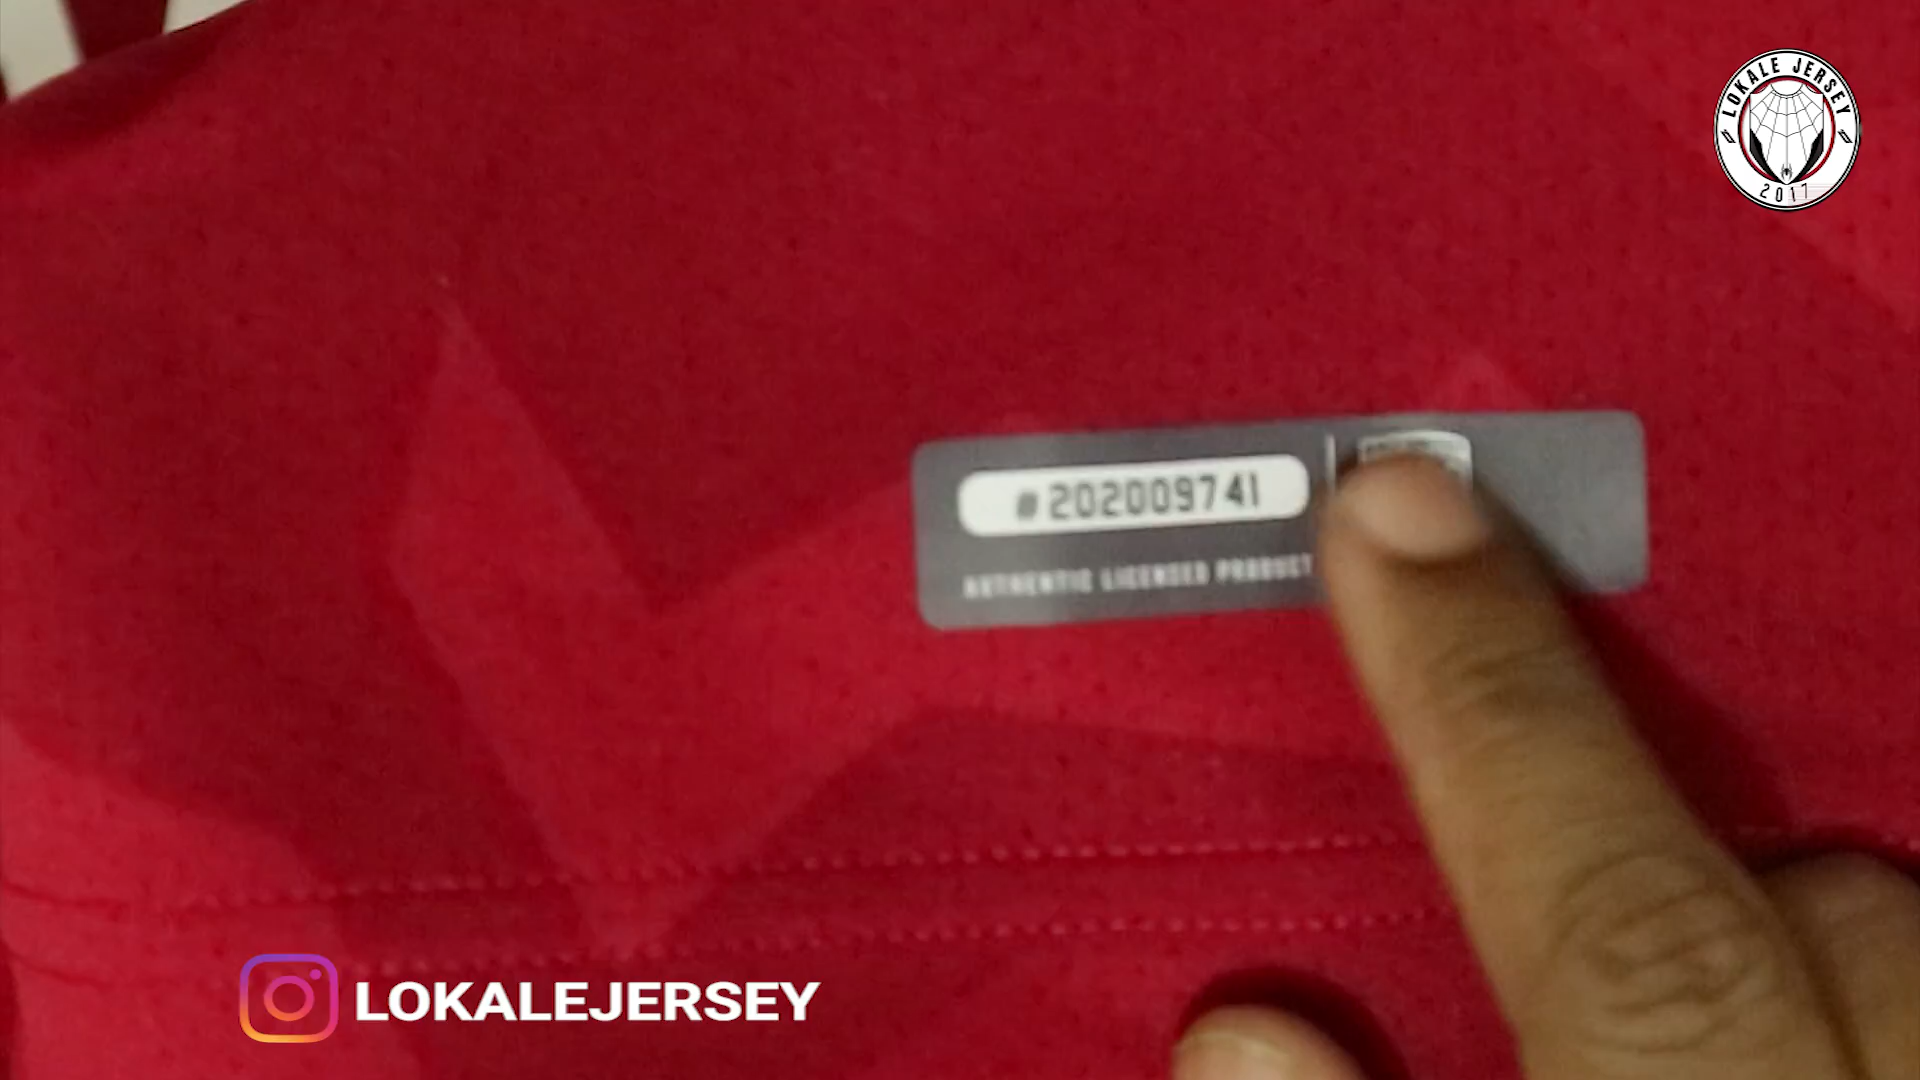 LOKALE JERSEY
2017
#202009741
AUTHENTIC LICENSED PRODUCT
LOKALEJERSEY